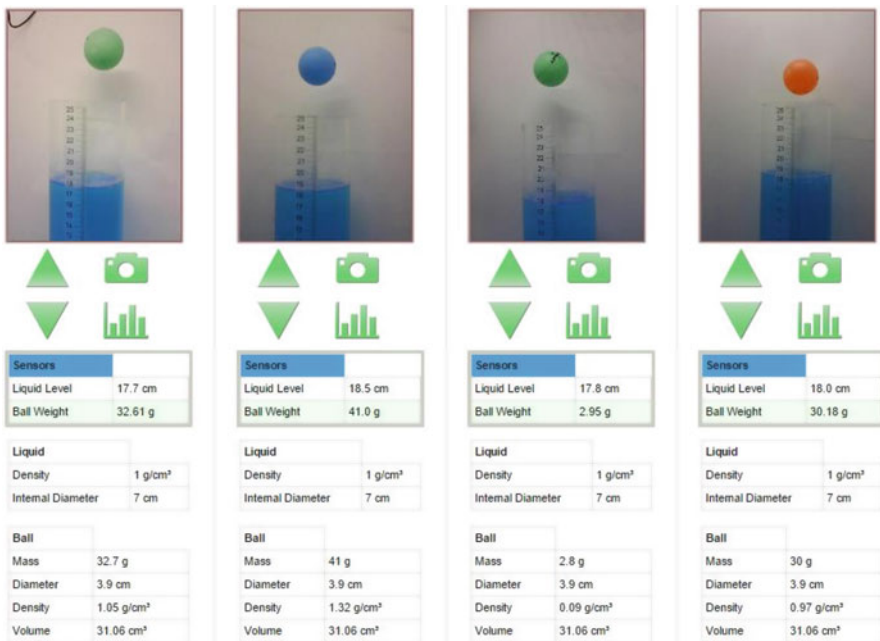 Sensors
Liquid Level 17.7 cm
Ball Weight 32.61 g
Liquid
Density 1 g/cm³
Internal Diameter 7 cm
Ball
Mass 32.7 g
Diameter 3.9 cm
Density 1.05 g/cm³
Volume 31.06 cm³
Sensors
Liquid Level 18.5 cm
Ball Weight 41.0 g
Liquid
Density 1 g/cm³
Internal Diameter 7 cm
Ball
Mass 41 g
Diameter 3.9 cm
Density 1.32 g/cm³
Volume 31.06 cm³
Sensors
Liquid Level 17.8 cm
Ball Weight 2.95 g
Liquid
Density 1 g/cm³
Internal Diameter 7 cm
Ball
Mass 2.8 g
Diameter 3.9 cm
Density 0.09 g/cm³
Volume 31.06 cm³
Sensors
Liquid Level 18.0 cm
Ball Weight 30.18 g
Liquid
Density 1 g/cm³
Internal Diameter 7 cm
Ball
Mass 30 g
Diameter 3.9 cm
Density 0.97 g/cm³
Volume 31.06 cm³